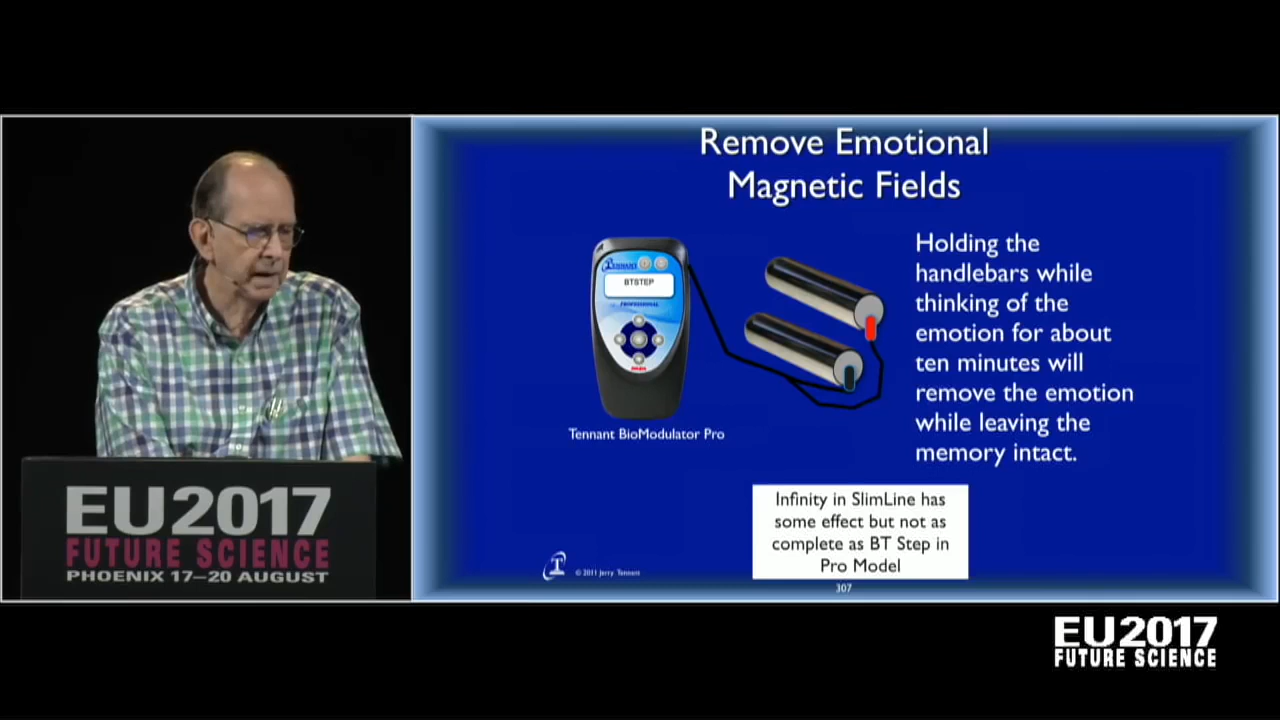 Remove Emotional
Magnetic Fields
TENNANT
BTSTEP
PROFESSIONAL
Tennant BioModulator Pro
Holding the
handlebars while
thinking of the
emotion for about
ten minutes will
remove the emotion
while leaving the
memory intact.
Infinity in SlimLine has
some effect but not as
complete as BT Step in
Pro Model
T
© 2011 Jerry Tennant
307
EU2017
FUTURE SCIENCE
PHOENIX 17–20 AUGUST
EU2017
FUTURE SCIENCE